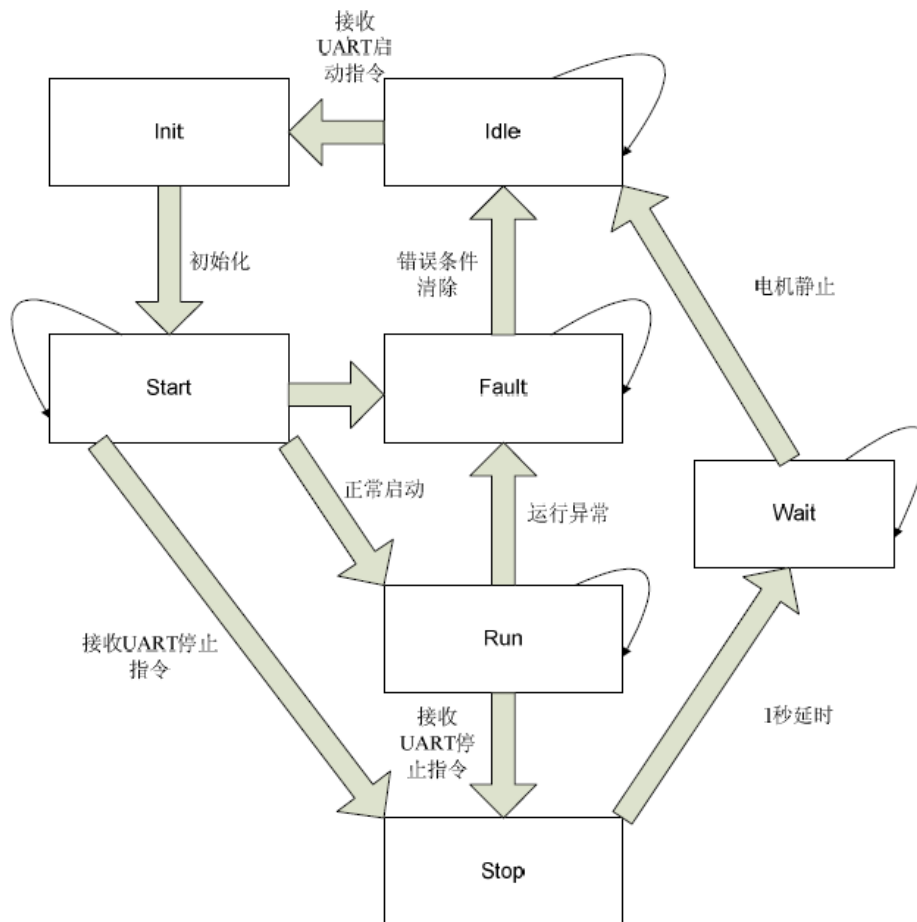 接收
UART启
动指令
Init
Idle
初始化
错误条件
清除
电机静止
Start
Fault
正常启动
运行异常
Wait
接收UART停止
指令
Run
接收
UART停
止指令
1秒延时
Stop